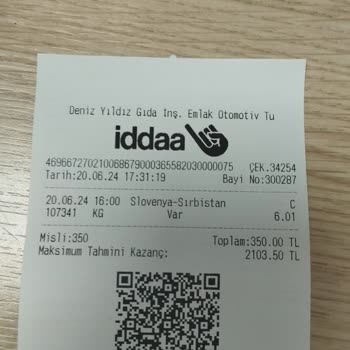 Deniz Yıldız Gıda İnş. Emlak Otomotiv Tu
iddaa
469667270210068679000365582030000075 ÇEK.34254
Tarih:20.06.24 17:31:19 Bayi No:300287
20.06.24 16:00 Slovenya-Sırbistan C
107341 KG Var 6.01
Misli:350 Toplam:350.00 TL
Maksimum Tahmini Kazanç: 2103.50 TL